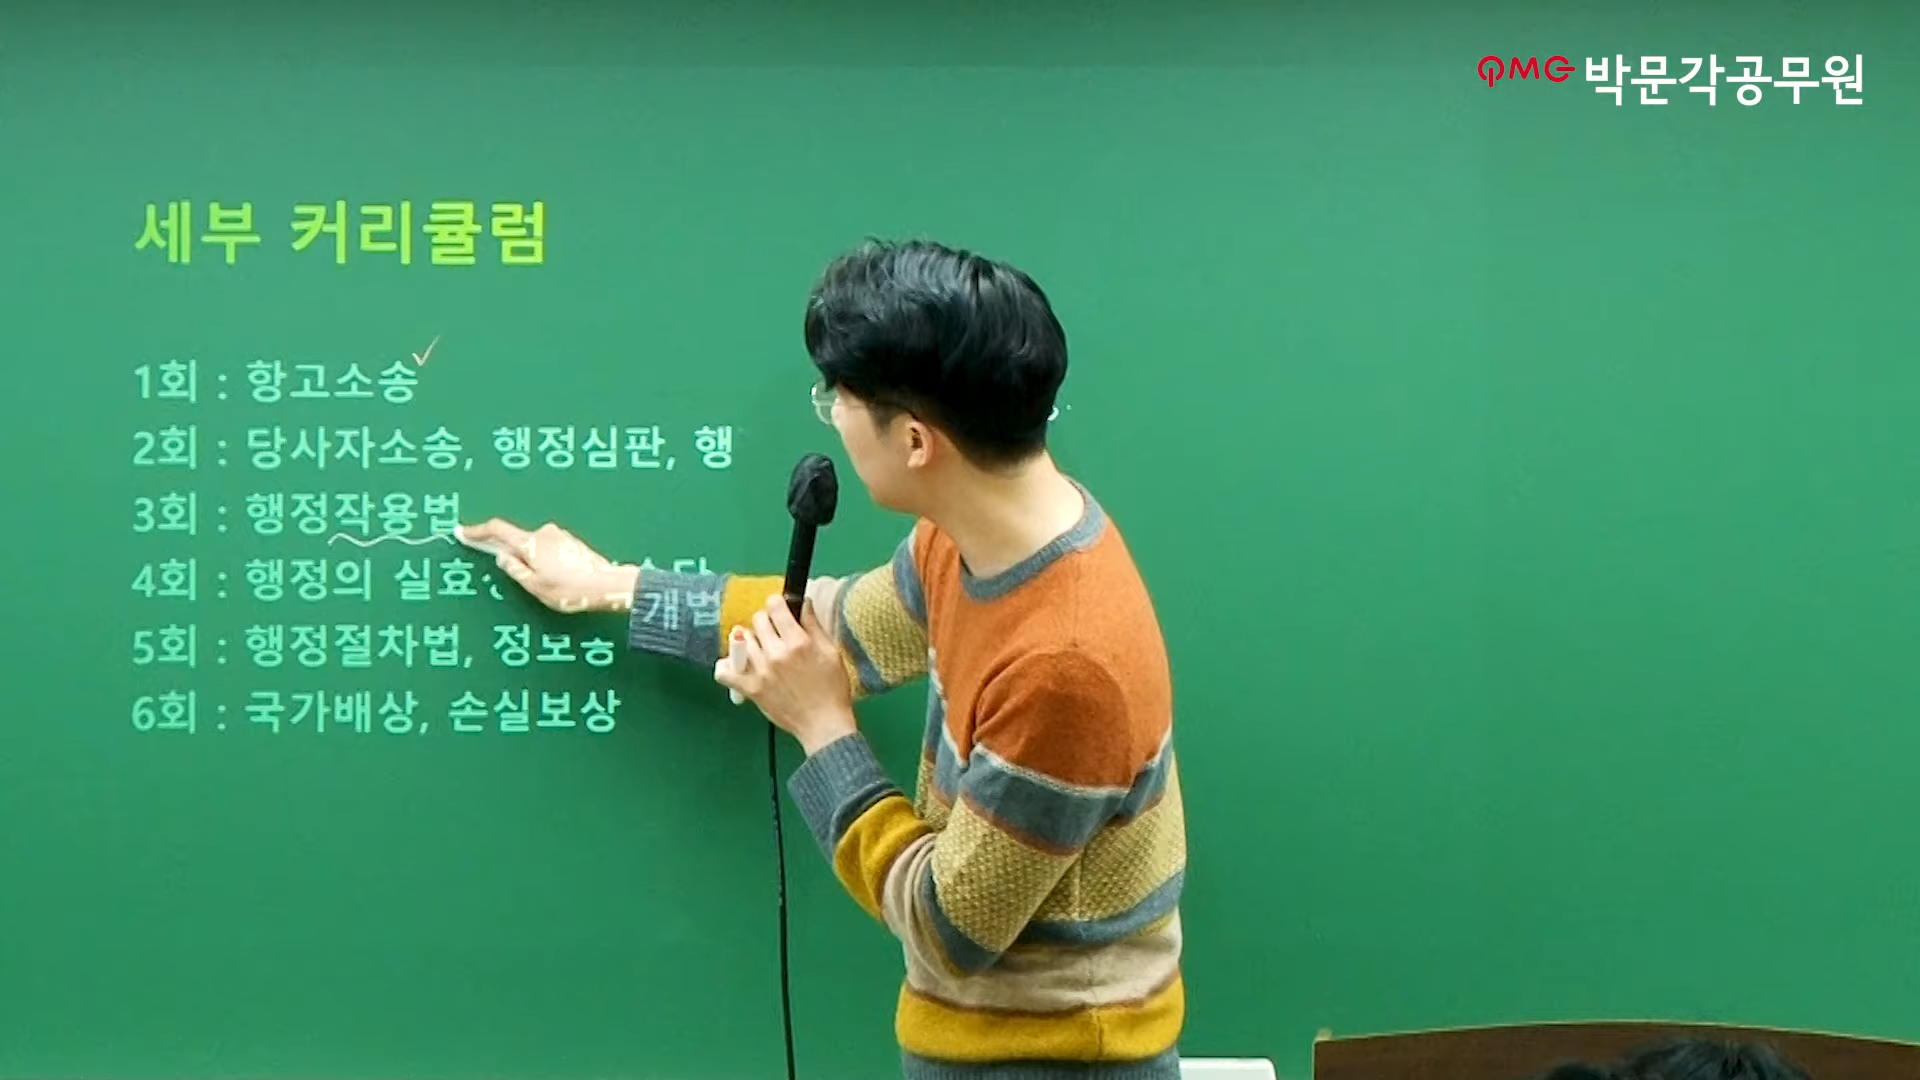 PMG 박문각공무원
세부 커리큘럼
1회 : 항고소송
2회 : 당사자소송, 행정심판, 행
3회 : 행정작용법
4회 : 행정의 실효
5회 : 행정절차법, 정보공개법
6회 : 국가배상, 손실보상